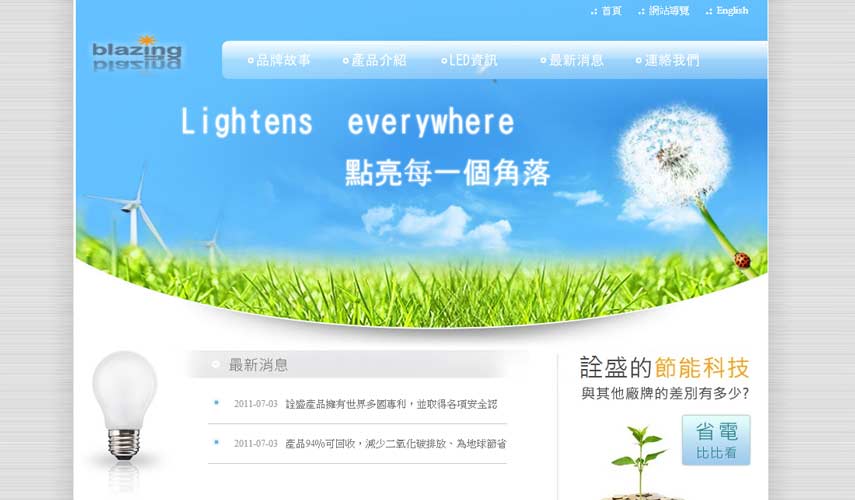 .: 首頁 .: 網站導覽 .: English
blazing
品牌故事 產品介紹 LED資訊 最新消息 連絡我們
Lightens everywhere
點亮每一個角落
最新消息
2011-07-03 詮盛產品擁有世界多國專利，並取得各項安全認
2011-07-03 產品94%可回收，減少二氧化碳排放、為地球節省
詮盛的節能科技
與其他廠牌的差別有多少?
省電
比比看